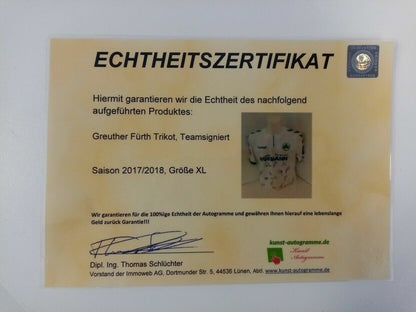 ECHTHEITSZERTIFIKAT
Hiermit garantieren wir die Echtheit des nachfolgend
aufgeführten Produktes:
Greuther Fürth Trikot, Teamsigniert
Saison 2017/2018, Größe XL
Wir garantieren für die 100%ige Echtheit der Autogramme und gewähren Ihnen hierauf eine lebenslange
Geld zurück Garantie!!!
kunst-autogramme.de
Kunst
Autogramme
Dipl. Ing. Thomas Schlüchter
Vorstand der Immoweb AG, Dortmunder Str. 5, 44536 Lünen, Abtl. www.kunst-autogramme.de